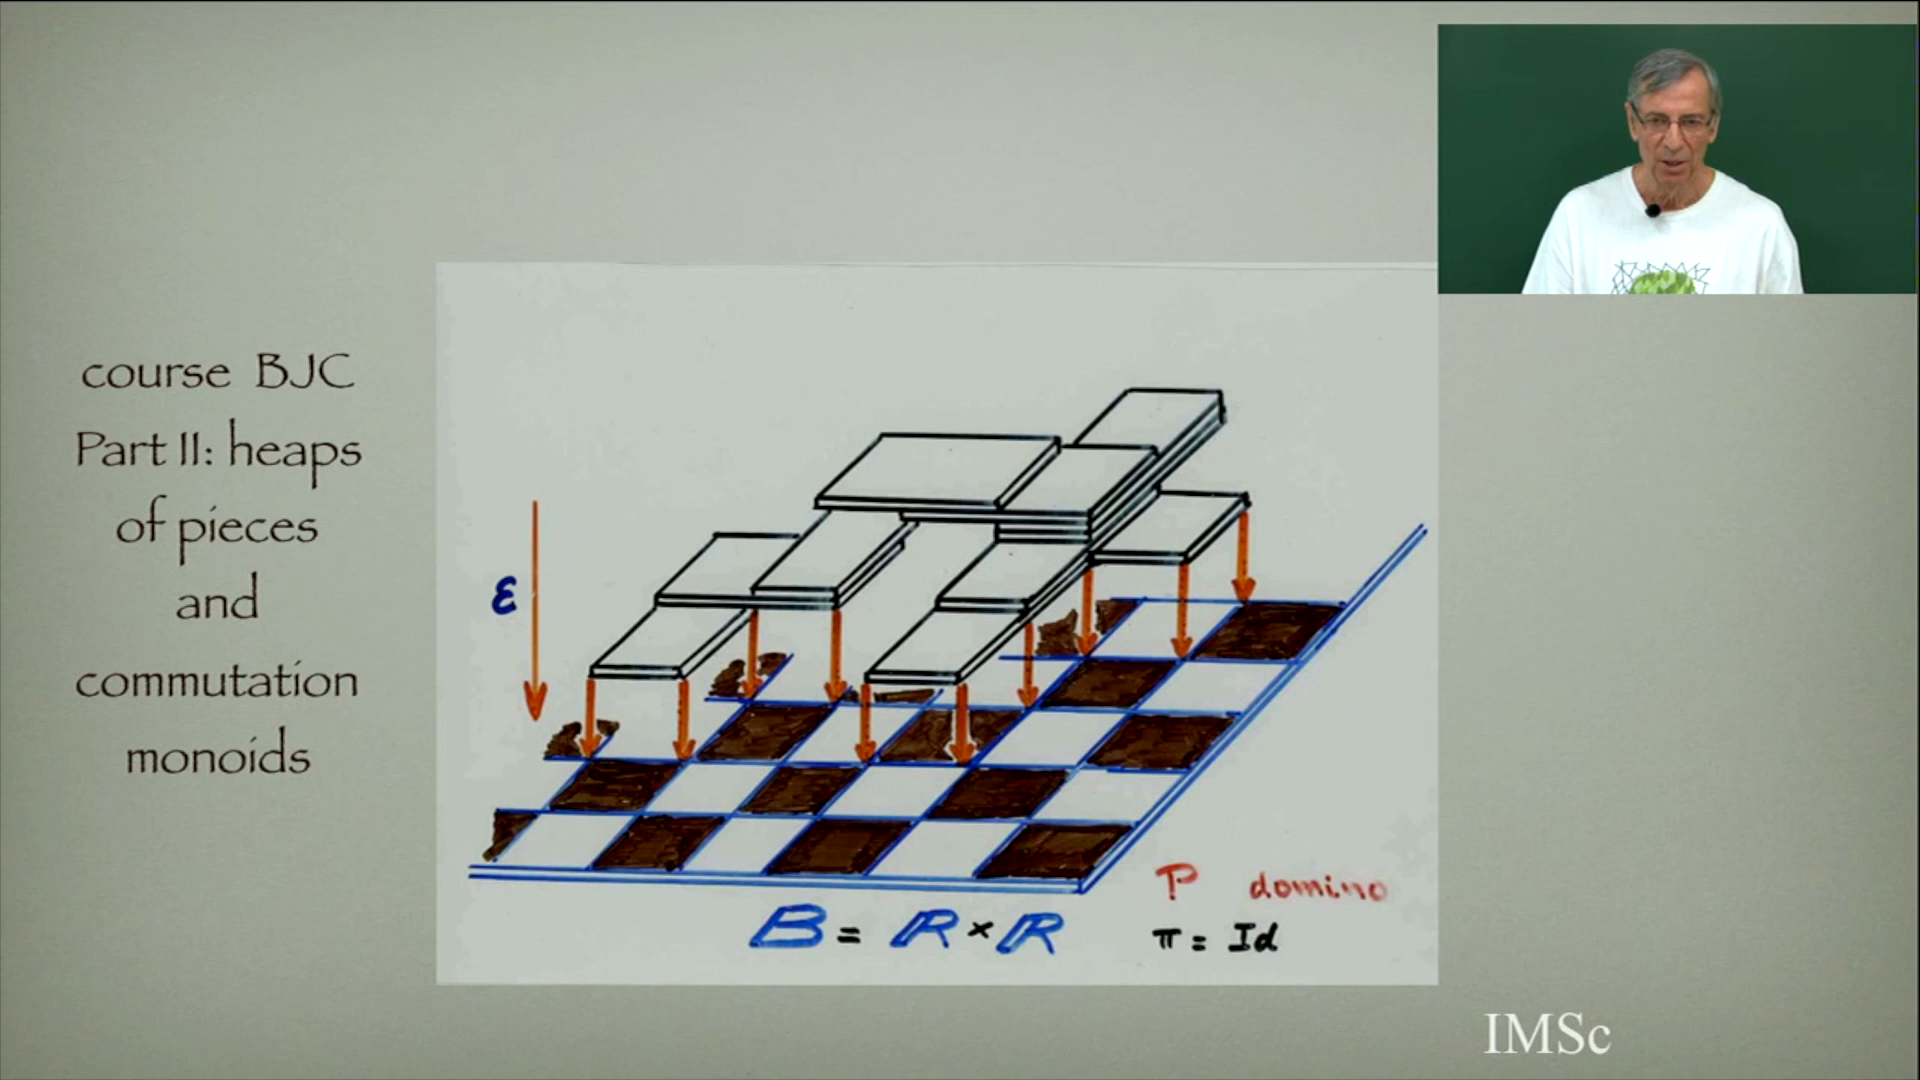 course BJC
Part II: heaps
of pieces
and
commutation
monoids
ε
P domino
B = R × R
π = Id
IMSc